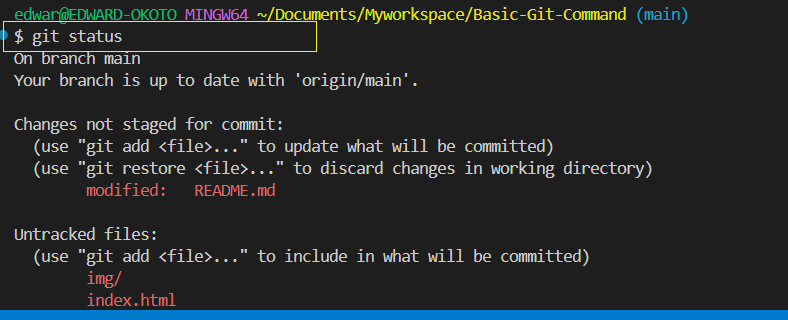 edwar@EDWARD-OKOTO MINGW64 ~/Documents/Myworkspace/Basic-Git-Command (main)
$ git status
On branch main
Your branch is up to date with 'origin/main'.

Changes not staged for commit:
  (use "git add <file>..." to update what will be committed)
  (use "git restore <file>..." to discard changes in working directory)
        modified:   README.md

Untracked files:
  (use "git add <file>..." to include in what will be committed)
        img/
        index.html